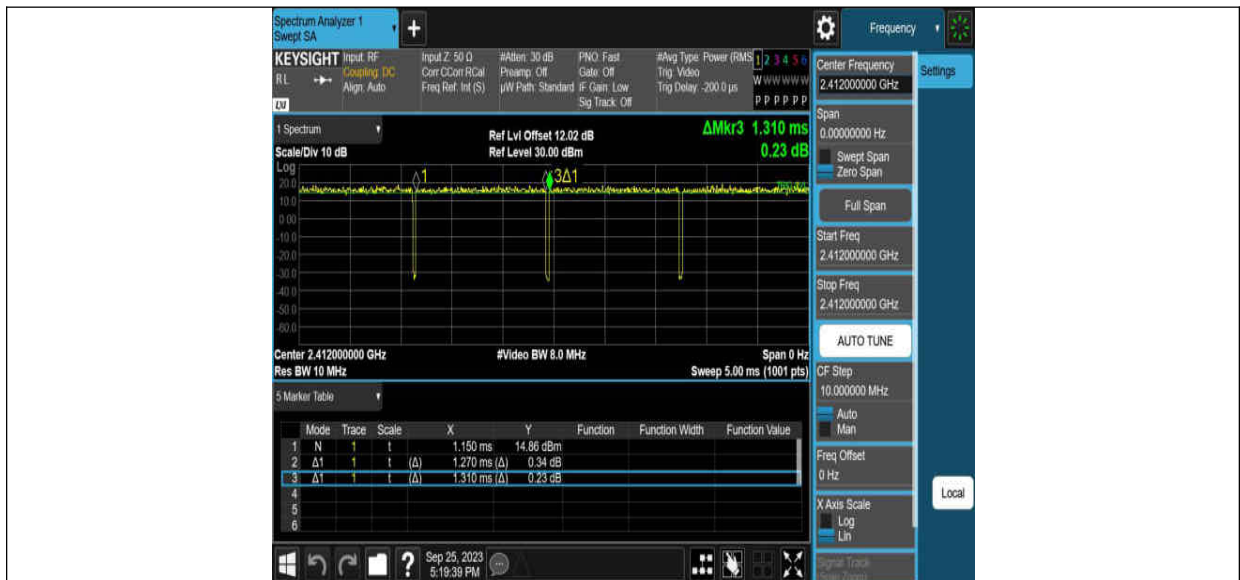 Spectrum Analyzer 1
Swept SA
+
Frequency
KEYSIGHT
RL
LXI
Input: RF
Coupling: DC
Align: Auto
Input Z: 50 Ω
Corr CCorr RCal
Freq Ref: Int (S)
#Atten: 30 dB
Preamp: Off
µW Path: Standard
PNO: Fast
Gate: Off
IF Gain: Low
Sig Track: Off
#Avg Type: Power (RMS
Trig: Video
Trig Delay: -200.0 µs
1 2 3 4 5 6
W W W W W W
P P P P P P
1 Spectrum
Scale/Div 10 dB
Ref Lvl Offset 12.02 dB
Ref Level 30.00 dBm
ΔMkr3 1.310 ms
0.23 dB
Log
1
3Δ1
20.0
10.0
0.00
-10.0
-20.0
-30.0
-40.0
-50.0
-60.0
Center 2.412000000 GHz
#Video BW 8.0 MHz
Span 0 Hz
Res BW 10 MHz
Sweep 5.00 ms (1001 pts)
5 Marker Table
Mode Trace Scale X Y Function Function Width Function Value
1 N 1 t 1.150 ms 14.86 dBm
2 Δ1 1 t (Δ) 1.270 ms (Δ) 0.34 dB
3 Δ1 1 t (Δ) 1.310 ms (Δ) 0.23 dB
4
5
6
?
Sep 25, 2023
5:19:39 PM
Center Frequency
2.412000000 GHz
Settings
Span
0.00000000 Hz
Swept Span
Zero Span
Full Span
Start Freq
2.412000000 GHz
Stop Freq
2.412000000 GHz
AUTO TUNE
CF Step
10.000000 MHz
Auto
Man
Freq Offset
0 Hz
X Axis Scale
Log
Lin
Signal Track
(Span Zoom)
Local